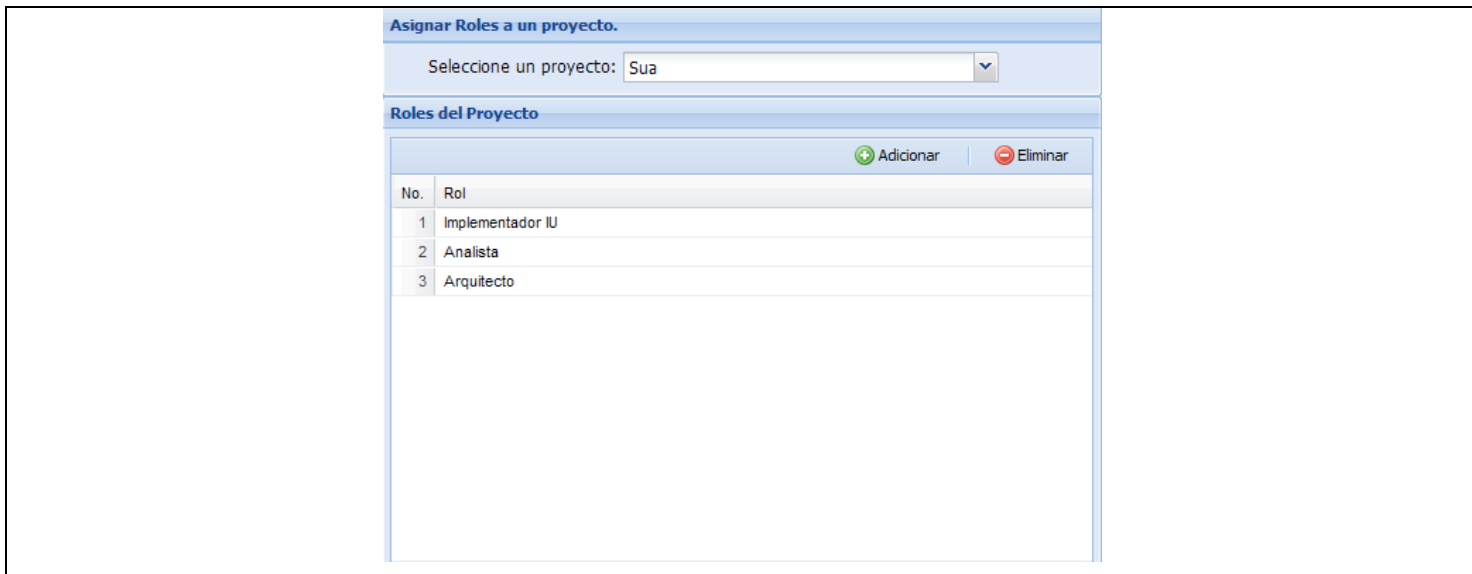 Asignar Roles a un proyecto.
Seleccione un proyecto: Sua
Roles del Proyecto
Adicionar Eliminar
No. Rol
1 Implementador IU
2 Analista
3 Arquitecto